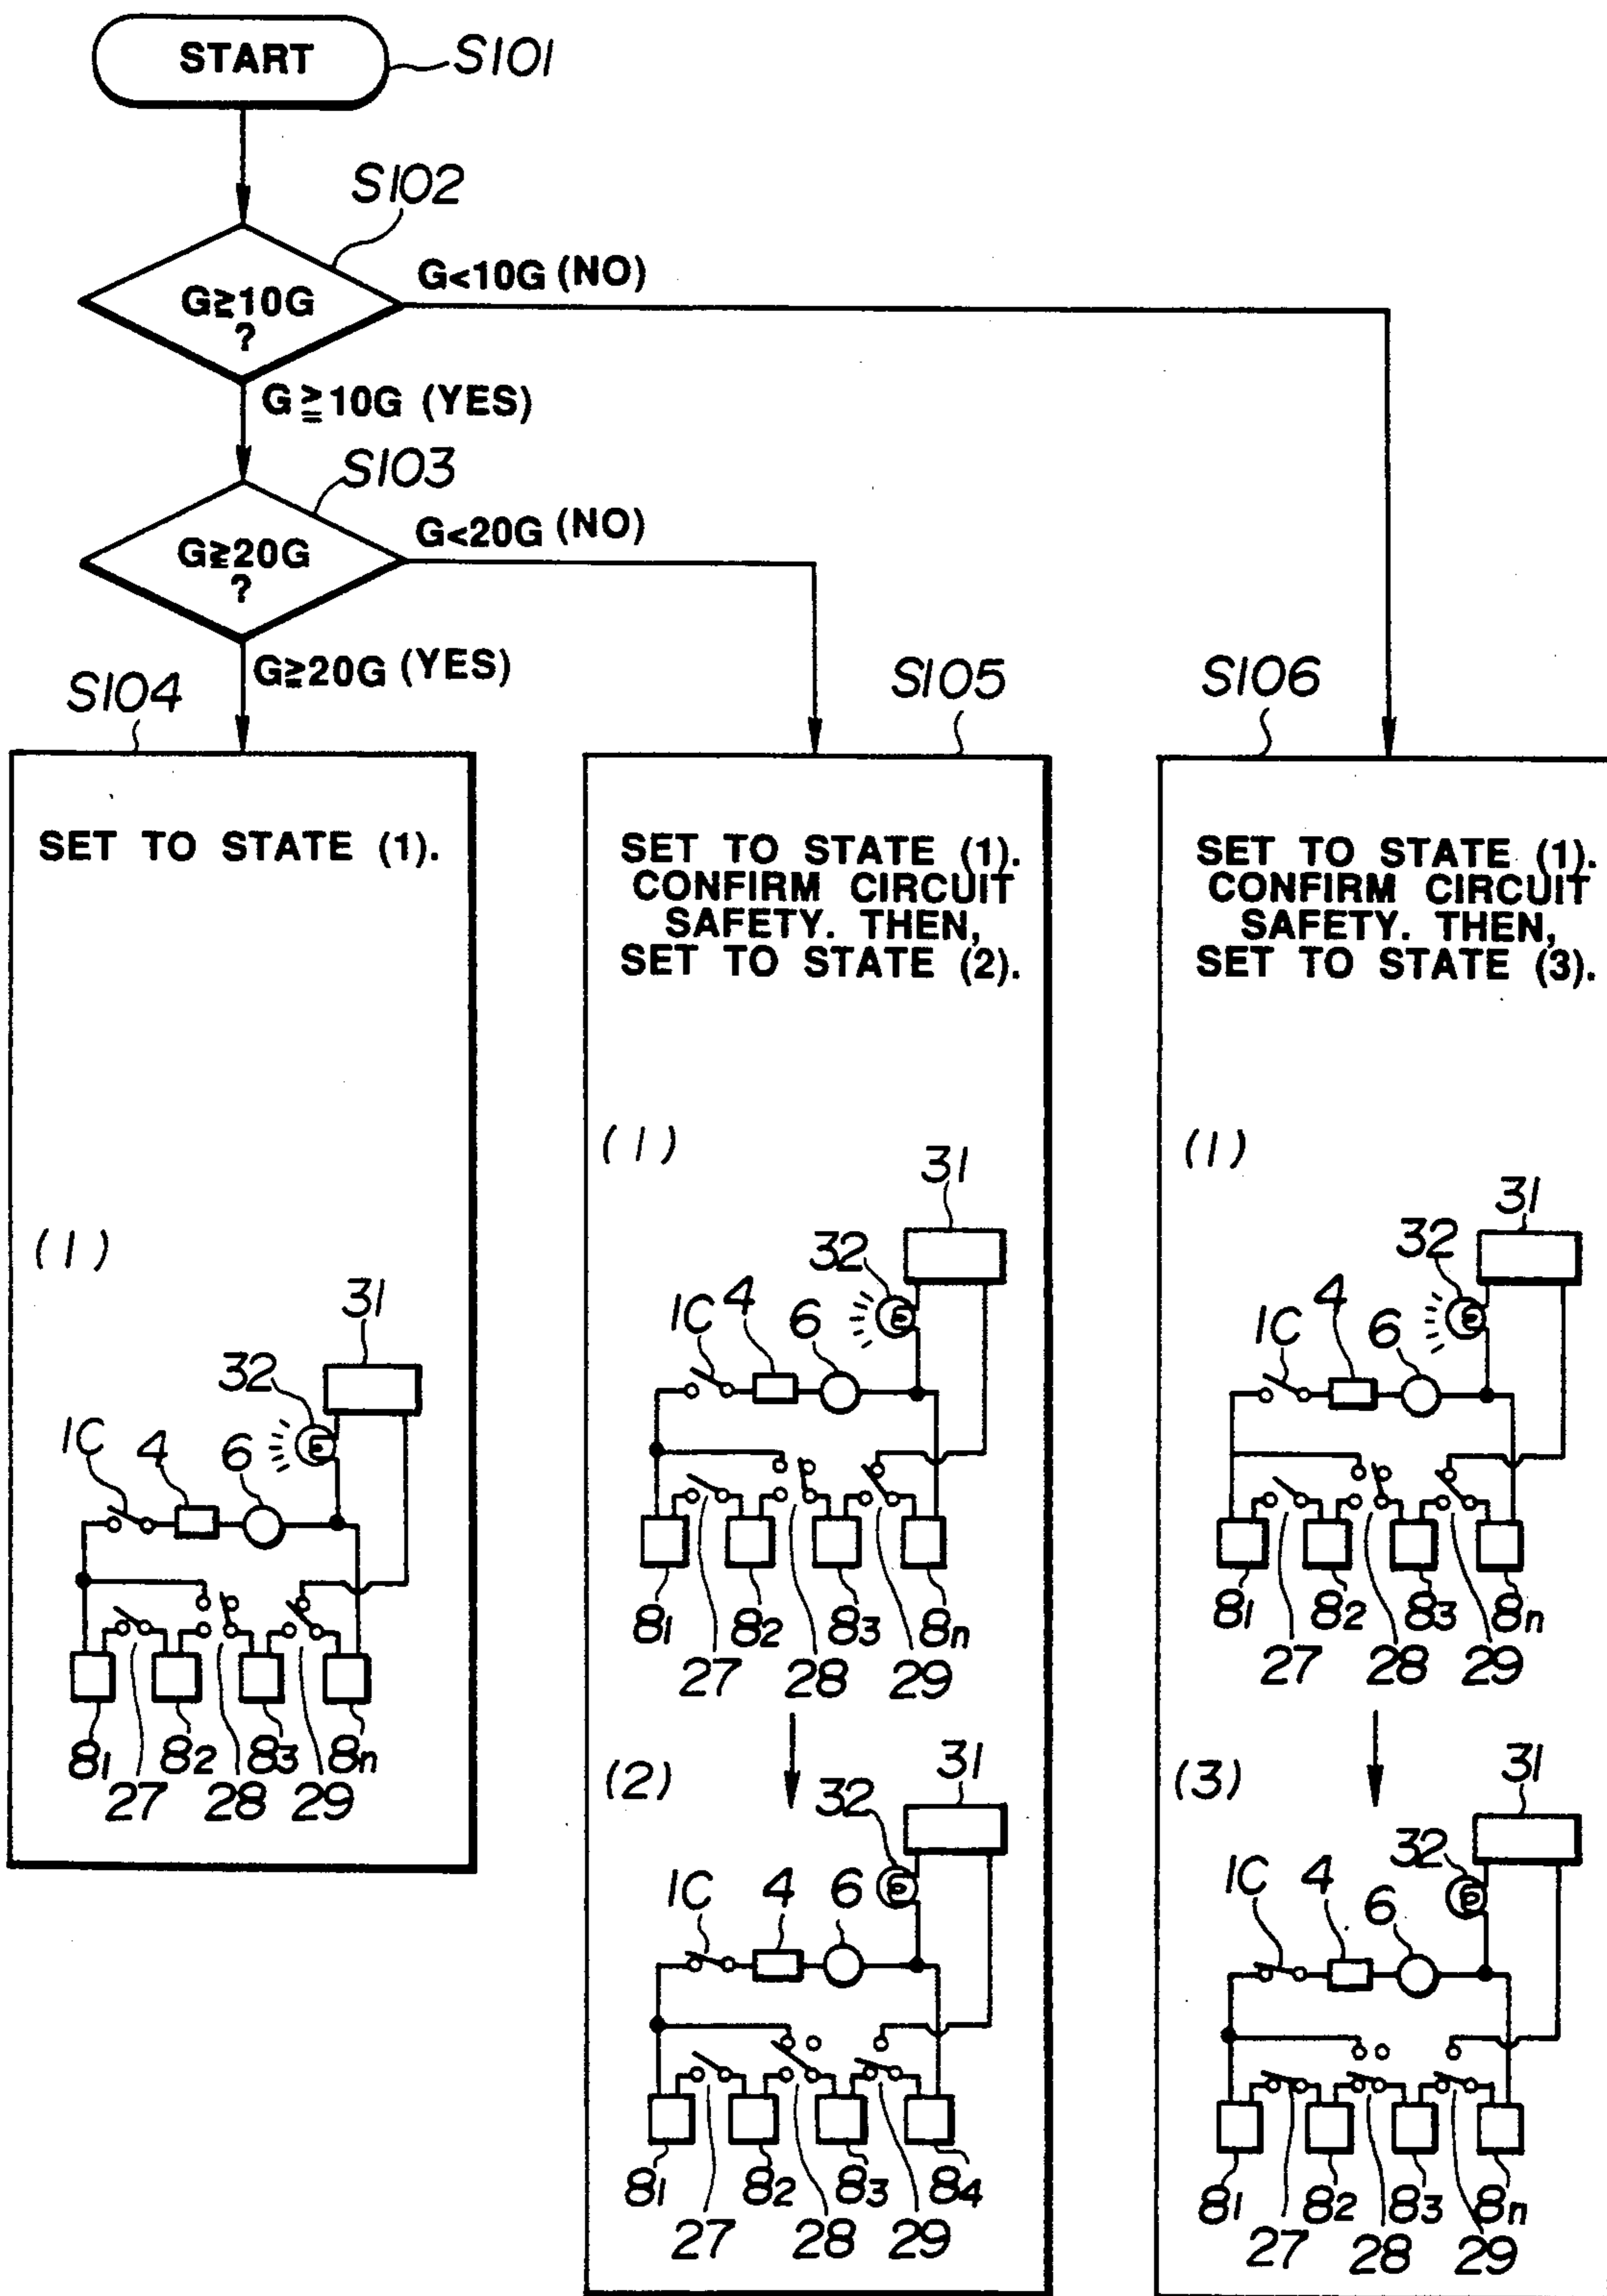 START
S101
S102
G<10G (NO)
G≧10G
?
G≧10G (YES)
S103
G<20G (NO)
G≧20G
?
G≧20G (YES)
S104
S105
S106
SET TO STATE (1).
(1)
31
32
1C
4
6
81
82
83
8n
27
28
29
SET TO STATE (1).
CONFIRM CIRCUIT
SAFETY. THEN,
SET TO STATE (2).
(1)
31
32
1C
4
6
81
82
83
8n
27
28
29
(2)
31
32
1C
4
6
81
82
83
84
27
28
29
SET TO STATE (1).
CONFIRM CIRCUIT
SAFETY. THEN,
SET TO STATE (3).
(1)
31
32
1C
4
6
81
82
83
8n
27
28
29
(3)
31
32
1C
4
6
81
82
83
8n
27
28
29